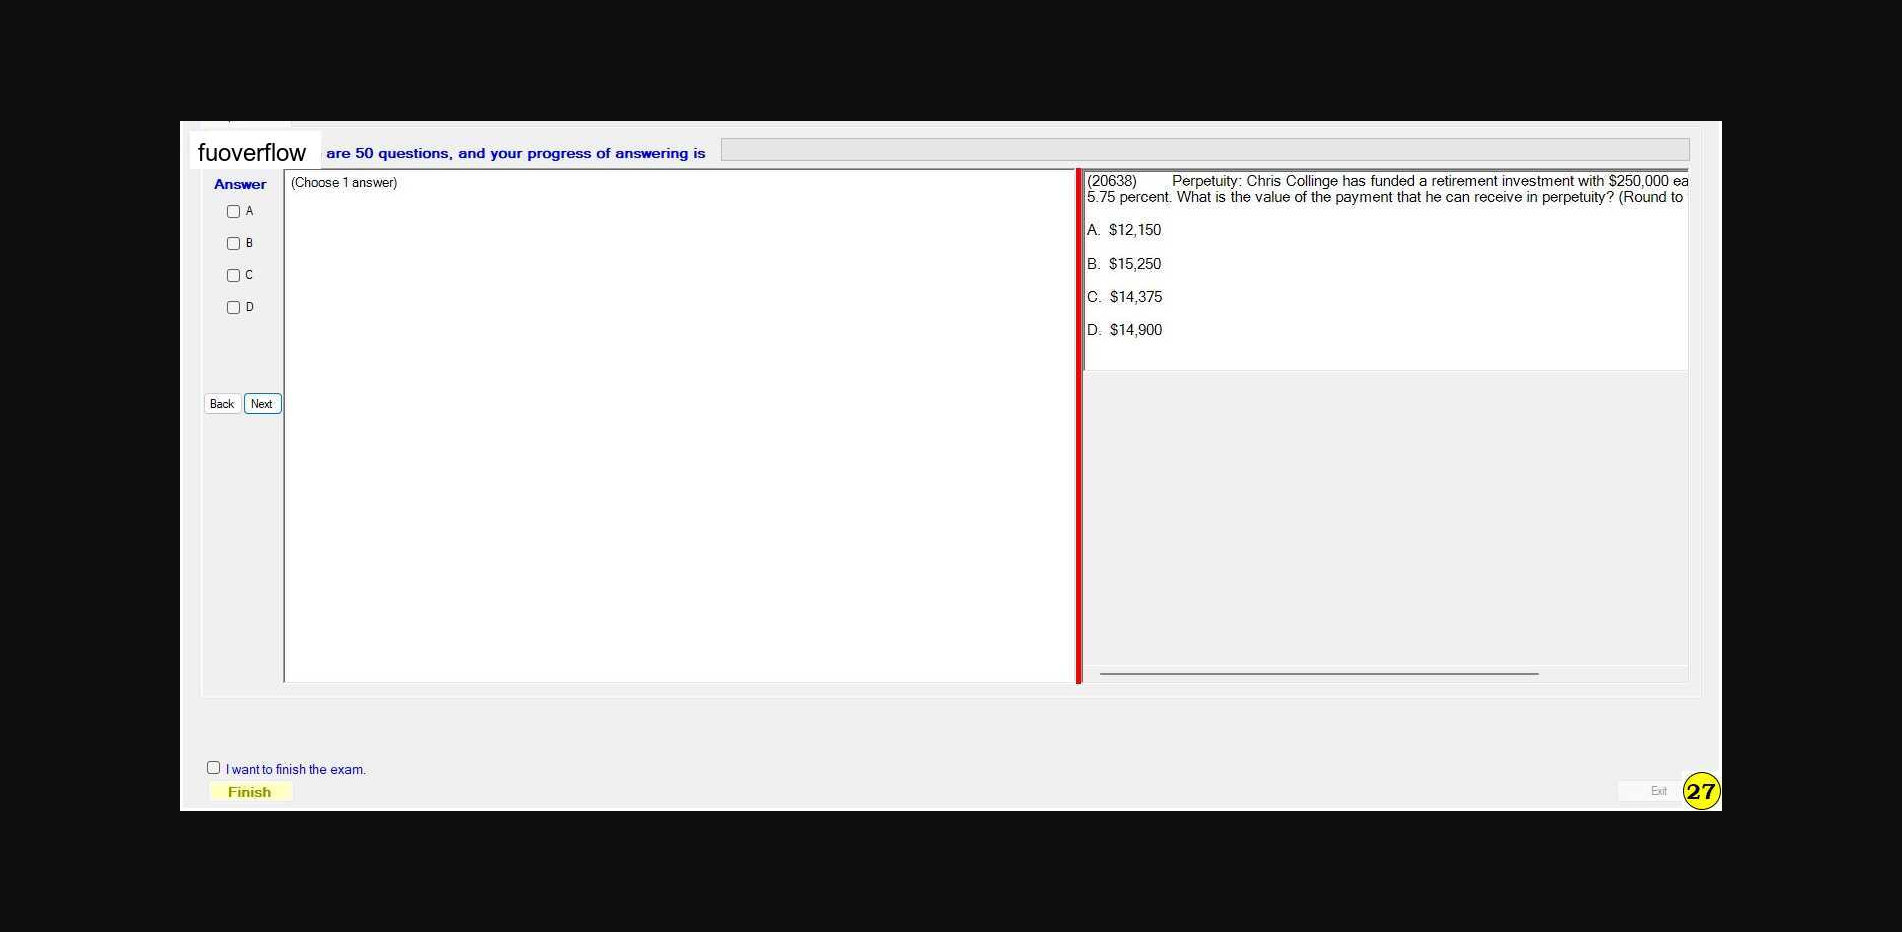 fuoverflow are 50 questions, and your progress of answering is
Answer
(Choose 1 answer)
A
B
C
D
Back Next
(20638) Perpetuity: Chris Collinge has funded a retirement investment with $250,000 ea
5.75 percent. What is the value of the payment that he can receive in perpetuity? (Round to
A. $12,150
B. $15,250
C. $14,375
D. $14,900
I want to finish the exam.
Finish
Exit
27